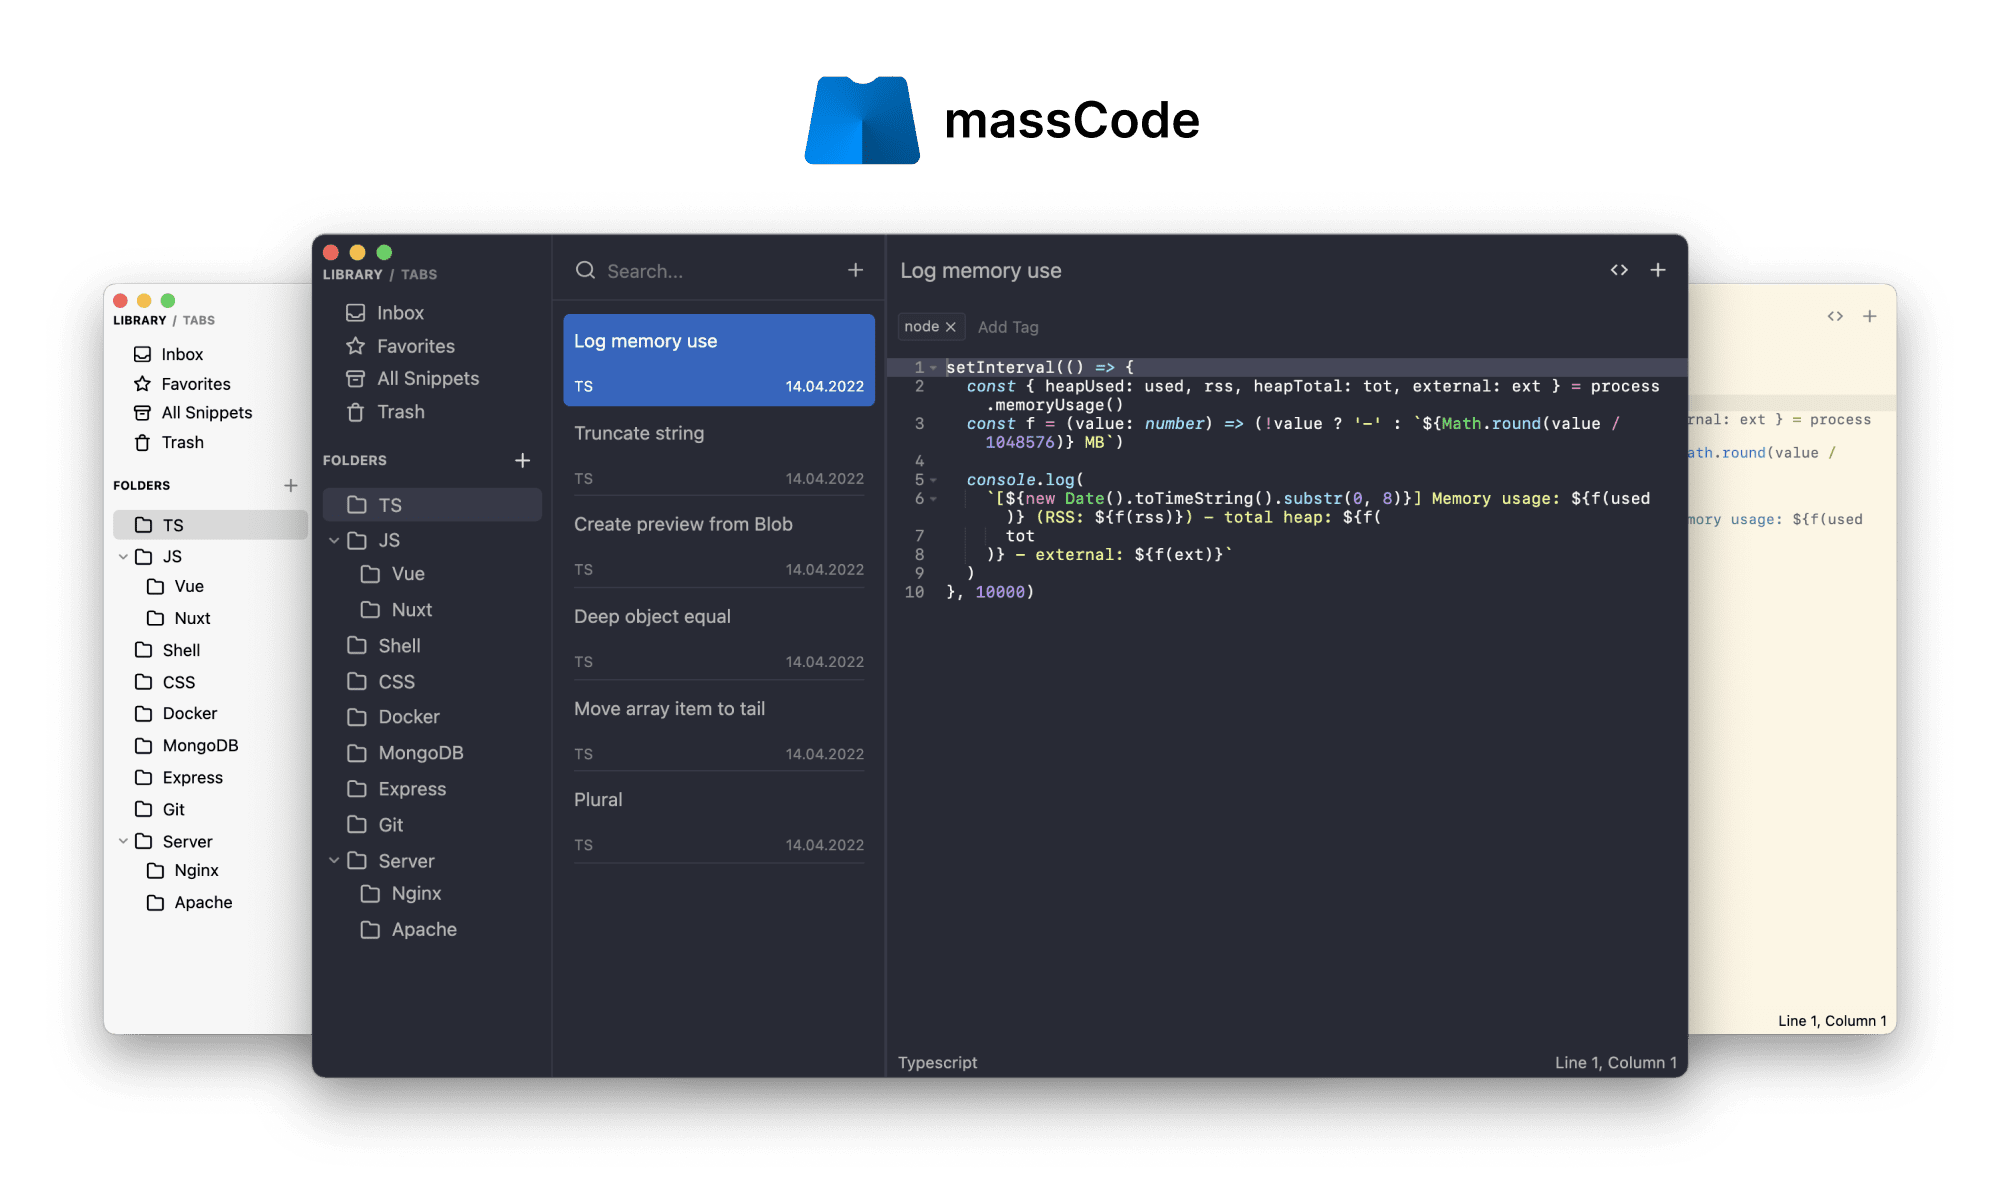 massCode
LIBRARY / TABS
Inbox
Favorites
All Snippets
Trash
FOLDERS
TS
JS
Vue
Nuxt
Shell
CSS
Docker
MongoDB
Express
Git
Server
Nginx
Apache
LIBRARY / TABS
Inbox
Favorites
All Snippets
Trash
FOLDERS
TS
JS
Vue
Nuxt
Shell
CSS
Docker
MongoDB
Express
Git
Server
Nginx
Apache
Search...
Log memory use
TS 14.04.2022
Truncate string
TS 14.04.2022
Create preview from Blob
TS 14.04.2022
Deep object equal
TS 14.04.2022
Move array item to tail
TS 14.04.2022
Plural
TS 14.04.2022
Log memory use
node Add Tag
1 setInterval(() => {
2 const { heapUsed: used, rss, heapTotal: tot, external: ext } = process
.memoryUsage()
3 const f = (value: number) => (!value ? '-' : `${Math.round(value /
1048576)} MB`)
4
5 console.log(
6 `[${new Date().toTimeString().substr(0, 8)}] Memory usage: ${f(used
)} (RSS: ${f(rss)}) - total heap: ${f(
7 tot
8 )} - external: ${f(ext)}`
9 )
10 }, 10000)
Typescript Line 1, Column 1
rnal: ext } = process
ath.round(value /
mory usage: ${f(used
Line 1, Column 1